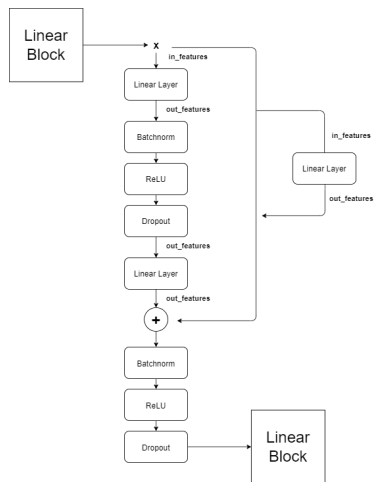 Linear
Block
x
in_features
Linear Layer
out_features
Batchnorm
ReLU
Dropout
out_features
Linear Layer
out_features
+
Batchnorm
ReLU
Dropout
in_features
Linear Layer
out_features
Linear
Block